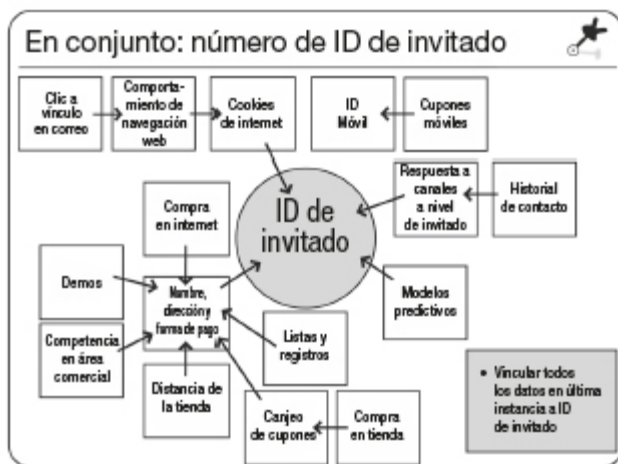 En conjunto: número de ID de invitado
Clic a
vínculo
en correo
Comporta-
miento de
navegación
web
Cookies
de internet
ID
Móvil
Cupones
móviles
Respuesta a
canales
a nivel
de invitado
Historial
de contacto
Compra
en internet
ID de
invitado
Demos
Nombre,
dirección y
forma de pago
Modelos
predictivos
Competencia
en área
comercial
Listas y
registros
Distancia de
la tienda
Canjeo
de cupones
Compra
en tienda
• Vincular todos
los datos en última
instancia a ID
de invitado